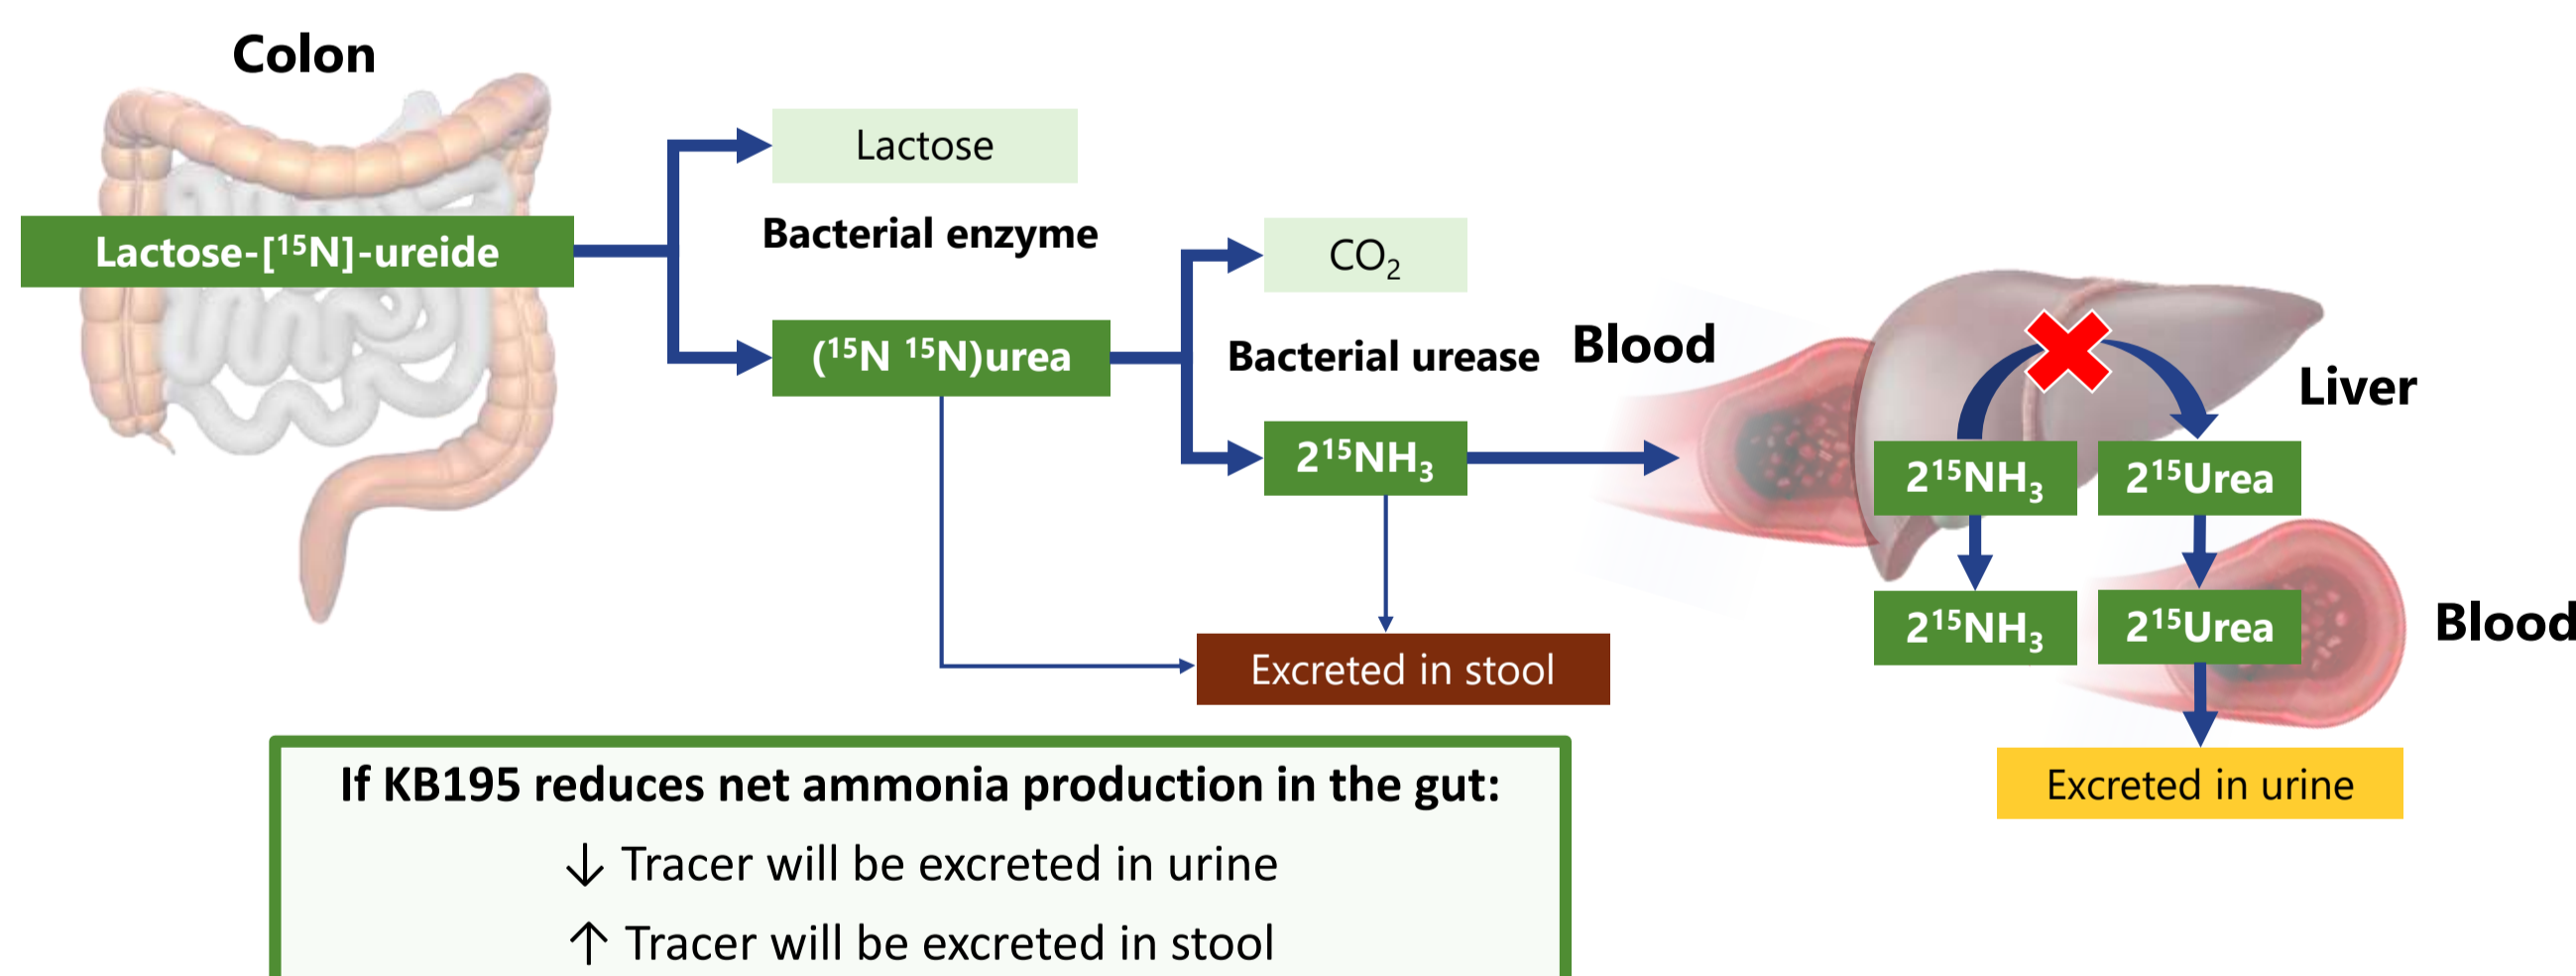 Colon
Lactose
Bacterial enzyme
Lactose-[¹⁵N]-ureide
CO₂
(¹⁵N ¹⁵N)urea
Bacterial urease
Blood
Liver
2¹⁵NH₃
2¹⁵NH₃
2¹⁵Urea
2¹⁵NH₃
2¹⁵Urea
Blood
Excreted in stool
Excreted in urine
If KB195 reduces net ammonia production in the gut:
↓ Tracer will be excreted in urine
↑ Tracer will be excreted in stool